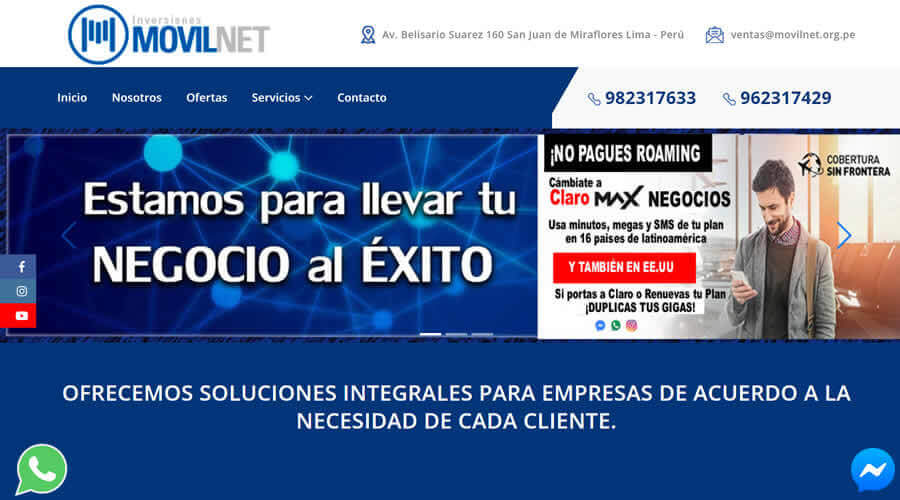 Inversiones
MOVILNET
Av. Belisario Suarez 160 San Juan de Miraflores Lima - Perú
ventas@movilnet.org.pe
Inicio
Nosotros
Ofertas
Servicios
Contacto
982317633
962317429
Estamos para llevar tu
NEGOCIO al ÉXITO
¡NO PAGUES ROAMING
Cámbiate a
Claro MAX NEGOCIOS
Usa minutos, megas y SMS de tu plan
en 16 paises de latinoamérica
Y TAMBIÉN EN EE.UU
Si portas a Claro o Renuevas tu Plan
¡DUPLICAS TUS GIGAS!
COBERTURA
SIN FRONTERA
OFRECEMOS SOLUCIONES INTEGRALES PARA EMPRESAS DE ACUERDO A LA
NECESIDAD DE CADA CLIENTE.